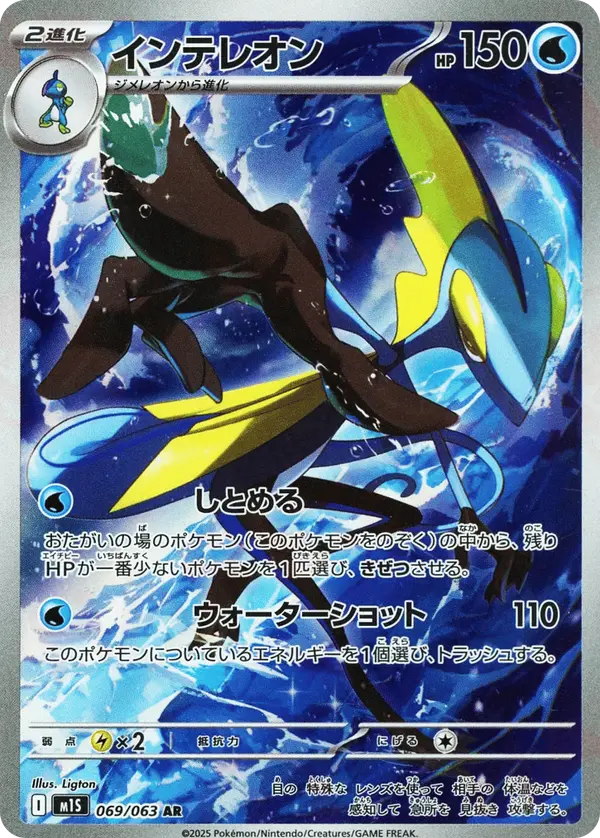 2進化
インテレオン
HP150
ジメレオンから進化
しとめる
おたがいの場のポケモン(このポケモンをのぞく)の中から、残り
HPが一番少ないポケモンを1匹選び、きぜつさせる。
ウォーターショット 110
このポケモンについているエネルギーを1個選び、トラッシュする。
弱点 ×2 抵抗力 にげる
Illus. Ligton
I m1S 069/063 AR
目の 特殊な レンズを使って 相手の 体温などを
感知して 急所を 見抜き 攻撃する。
©2025 Pokémon/Nintendo/Creatures/GAME FREAK.